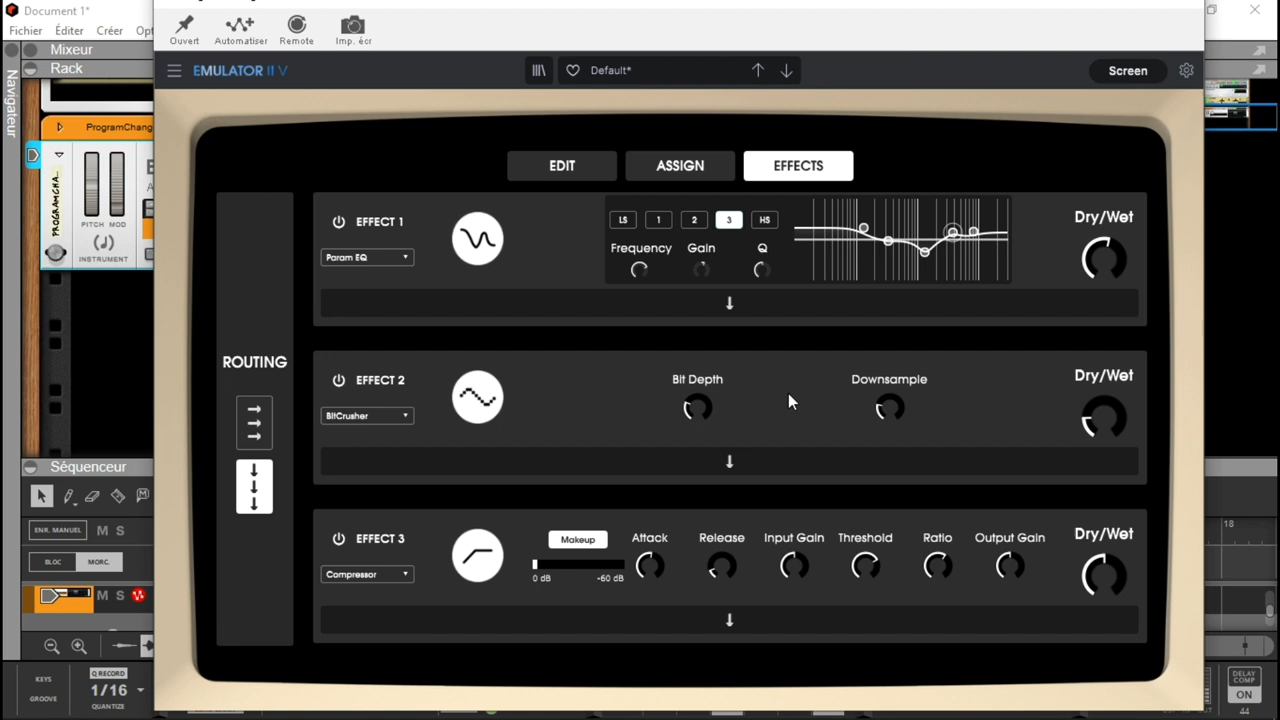 Document 1*
Fichier Éditer Créer Opt
Mixeur
Rack
Navigateur
Ouvert Automatiser Remote Imp. écr
EMULATOR II V
Default*
Screen
ProgramChang
PROGRAMCHA...
PITCH MOD
INSTRUMENT
EDIT ASSIGN EFFECTS
EFFECT 1
Param EQ
LS 1 2 3 HS
Frequency Gain Q
Dry/Wet
ROUTING
EFFECT 2
BitCrusher
Bit Depth
Downsample
Dry/Wet
EFFECT 3
Compressor
Makeup
0 dB -60 dB
Attack Release Input Gain Threshold Ratio Output Gain
Dry/Wet
Séquenceur
M
ENR. MANUEL M S
BLOC MORC.
M S
18
KEYS
GROOVE
Q RECORD
1/16
QUANTIZE
DELAY
COMP
ON
44